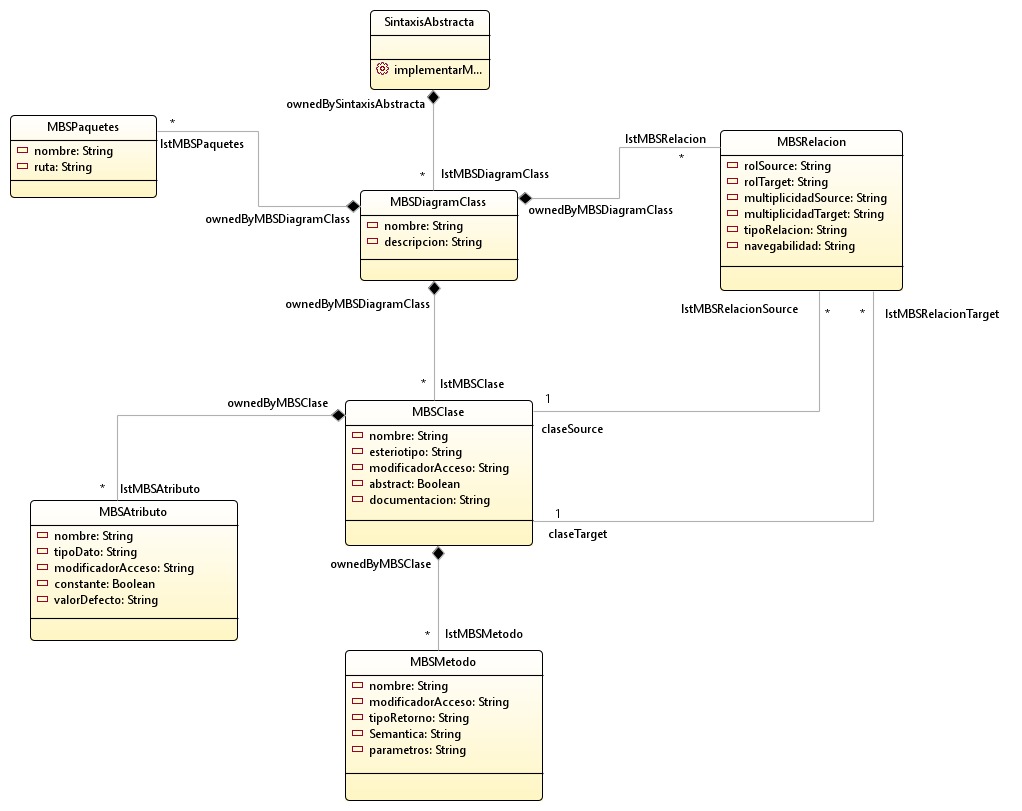 SintaxisAbstracta
implementarM...
ownedBySintaxisAbstracta
*
lstMBSDiagramClass
MBSPaquetes
nombre: String
ruta: String
*
lstMBSPaquetes
ownedByMBSDiagramClass
MBSDiagramClass
nombre: String
descripcion: String
lstMBSRelacion
*
ownedByMBSDiagramClass
MBSRelacion
rolSource: String
rolTarget: String
multiplicidadSource: String
multiplicidadTarget: String
tipoRelacion: String
navegabilidad: String
ownedByMBSDiagramClass
*
lstMBSClase
lstMBSRelacionSource
*
*
lstMBSRelacionTarget
MBSClase
nombre: String
esteriotipo: String
modificadorAcceso: String
abstract: Boolean
documentacion: String
1
claseSource
1
claseTarget
ownedByMBSClase
*
lstMBSAtributo
MBSAtributo
nombre: String
tipoDato: String
modificadorAcceso: String
constante: Boolean
valorDefecto: String
ownedByMBSClase
*
lstMBSMetodo
MBSMetodo
nombre: String
modificadorAcceso: String
tipoRetorno: String
Semantica: String
parametros: String